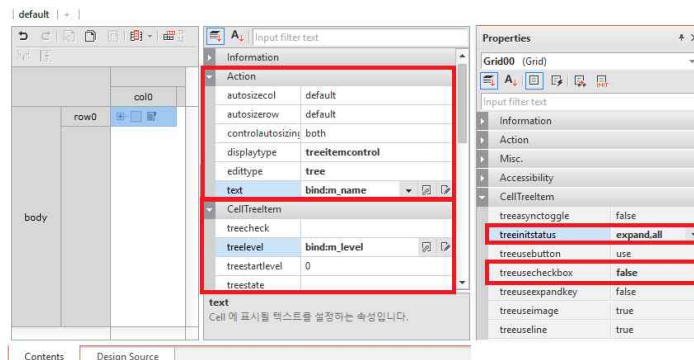 default | + |
Input filter text
Information
Action
autosizecol default
autosizerow default
controlautosizing both
displaytype treeitemcontrol
edittype tree
text bind:m_name
CellTreeItem
treecheck
treelevel bind:m_level
treestartlevel 0
treestate
text
Cell 에 표시될 텍스트를 설정하는 속성입니다.
col0
row0
body
Contents Design Source
Properties
Grid00 (Grid)
Input filter text
Information
Action
Misc.
Accessibility
CellTreeItem
treeasynctoggle false
treeinitstatus expand,all
treeusebutton use
treeusecheckbox false
treeuseexpandkey false
treeuseimage true
treeuseline true